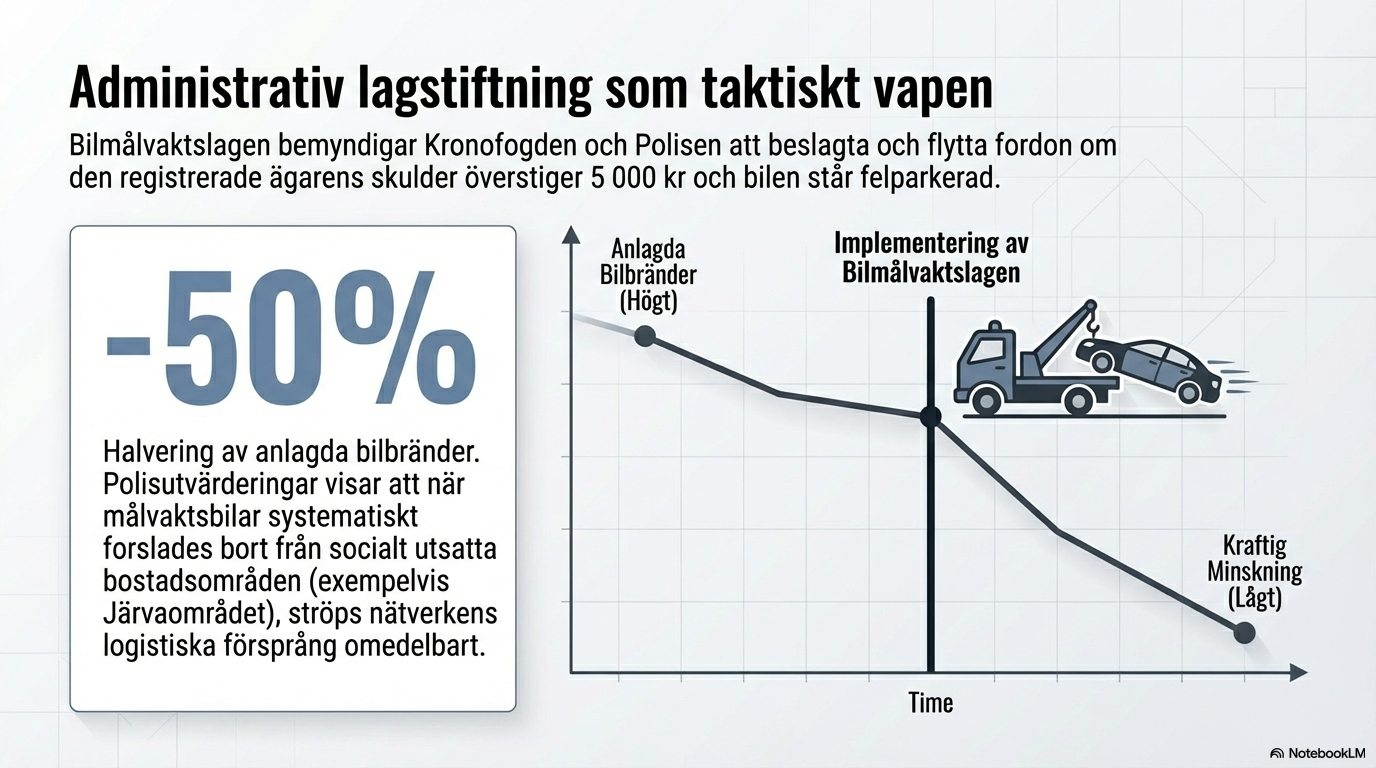 Administrativ lagstiftning som taktiskt vapen
Bilmålvaktslagen bemyndigar Kronofogden och Polisen att beslagta och flytta fordon om
den registrerade ägarens skulder överstiger 5 000 kr och bilen står felparkerad.
-50%
Halvering av anlagda bilbränder.
Polisutvärderingar visar att när
målvaktsbilar systematiskt
forslades bort från socialt utsatta
bostadsområden (exempelvis
Järvaområdet), ströps nätverkens
logistiska försprång omedelbart.
Anlagda
Bilbränder
(Högt)
Implementering av
Bilmålvaktslagen
Kraftig
Minskning
(Lågt)
Time
NotebookLM